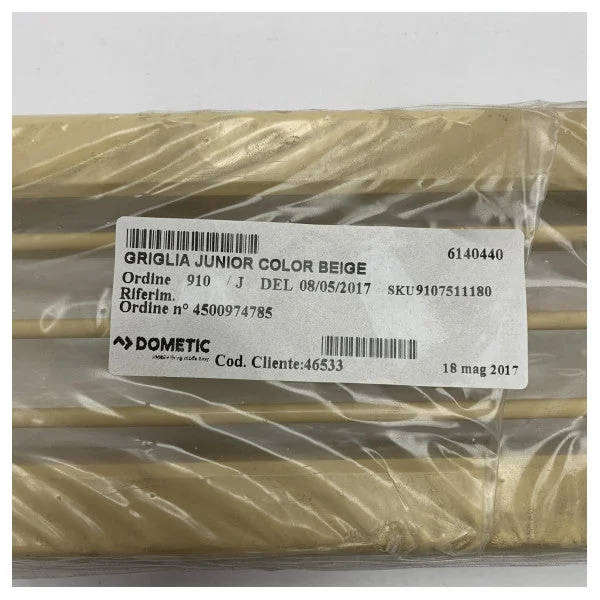 GRIGLIA JUNIOR COLOR BEIGE 6140440
Ordine 910 / J DEL 08/05/2017 SKU9107511180
Riferim.
Ordine n° 4500974785
DOMETIC
Cod. Cliente:46533
18 mag 2017